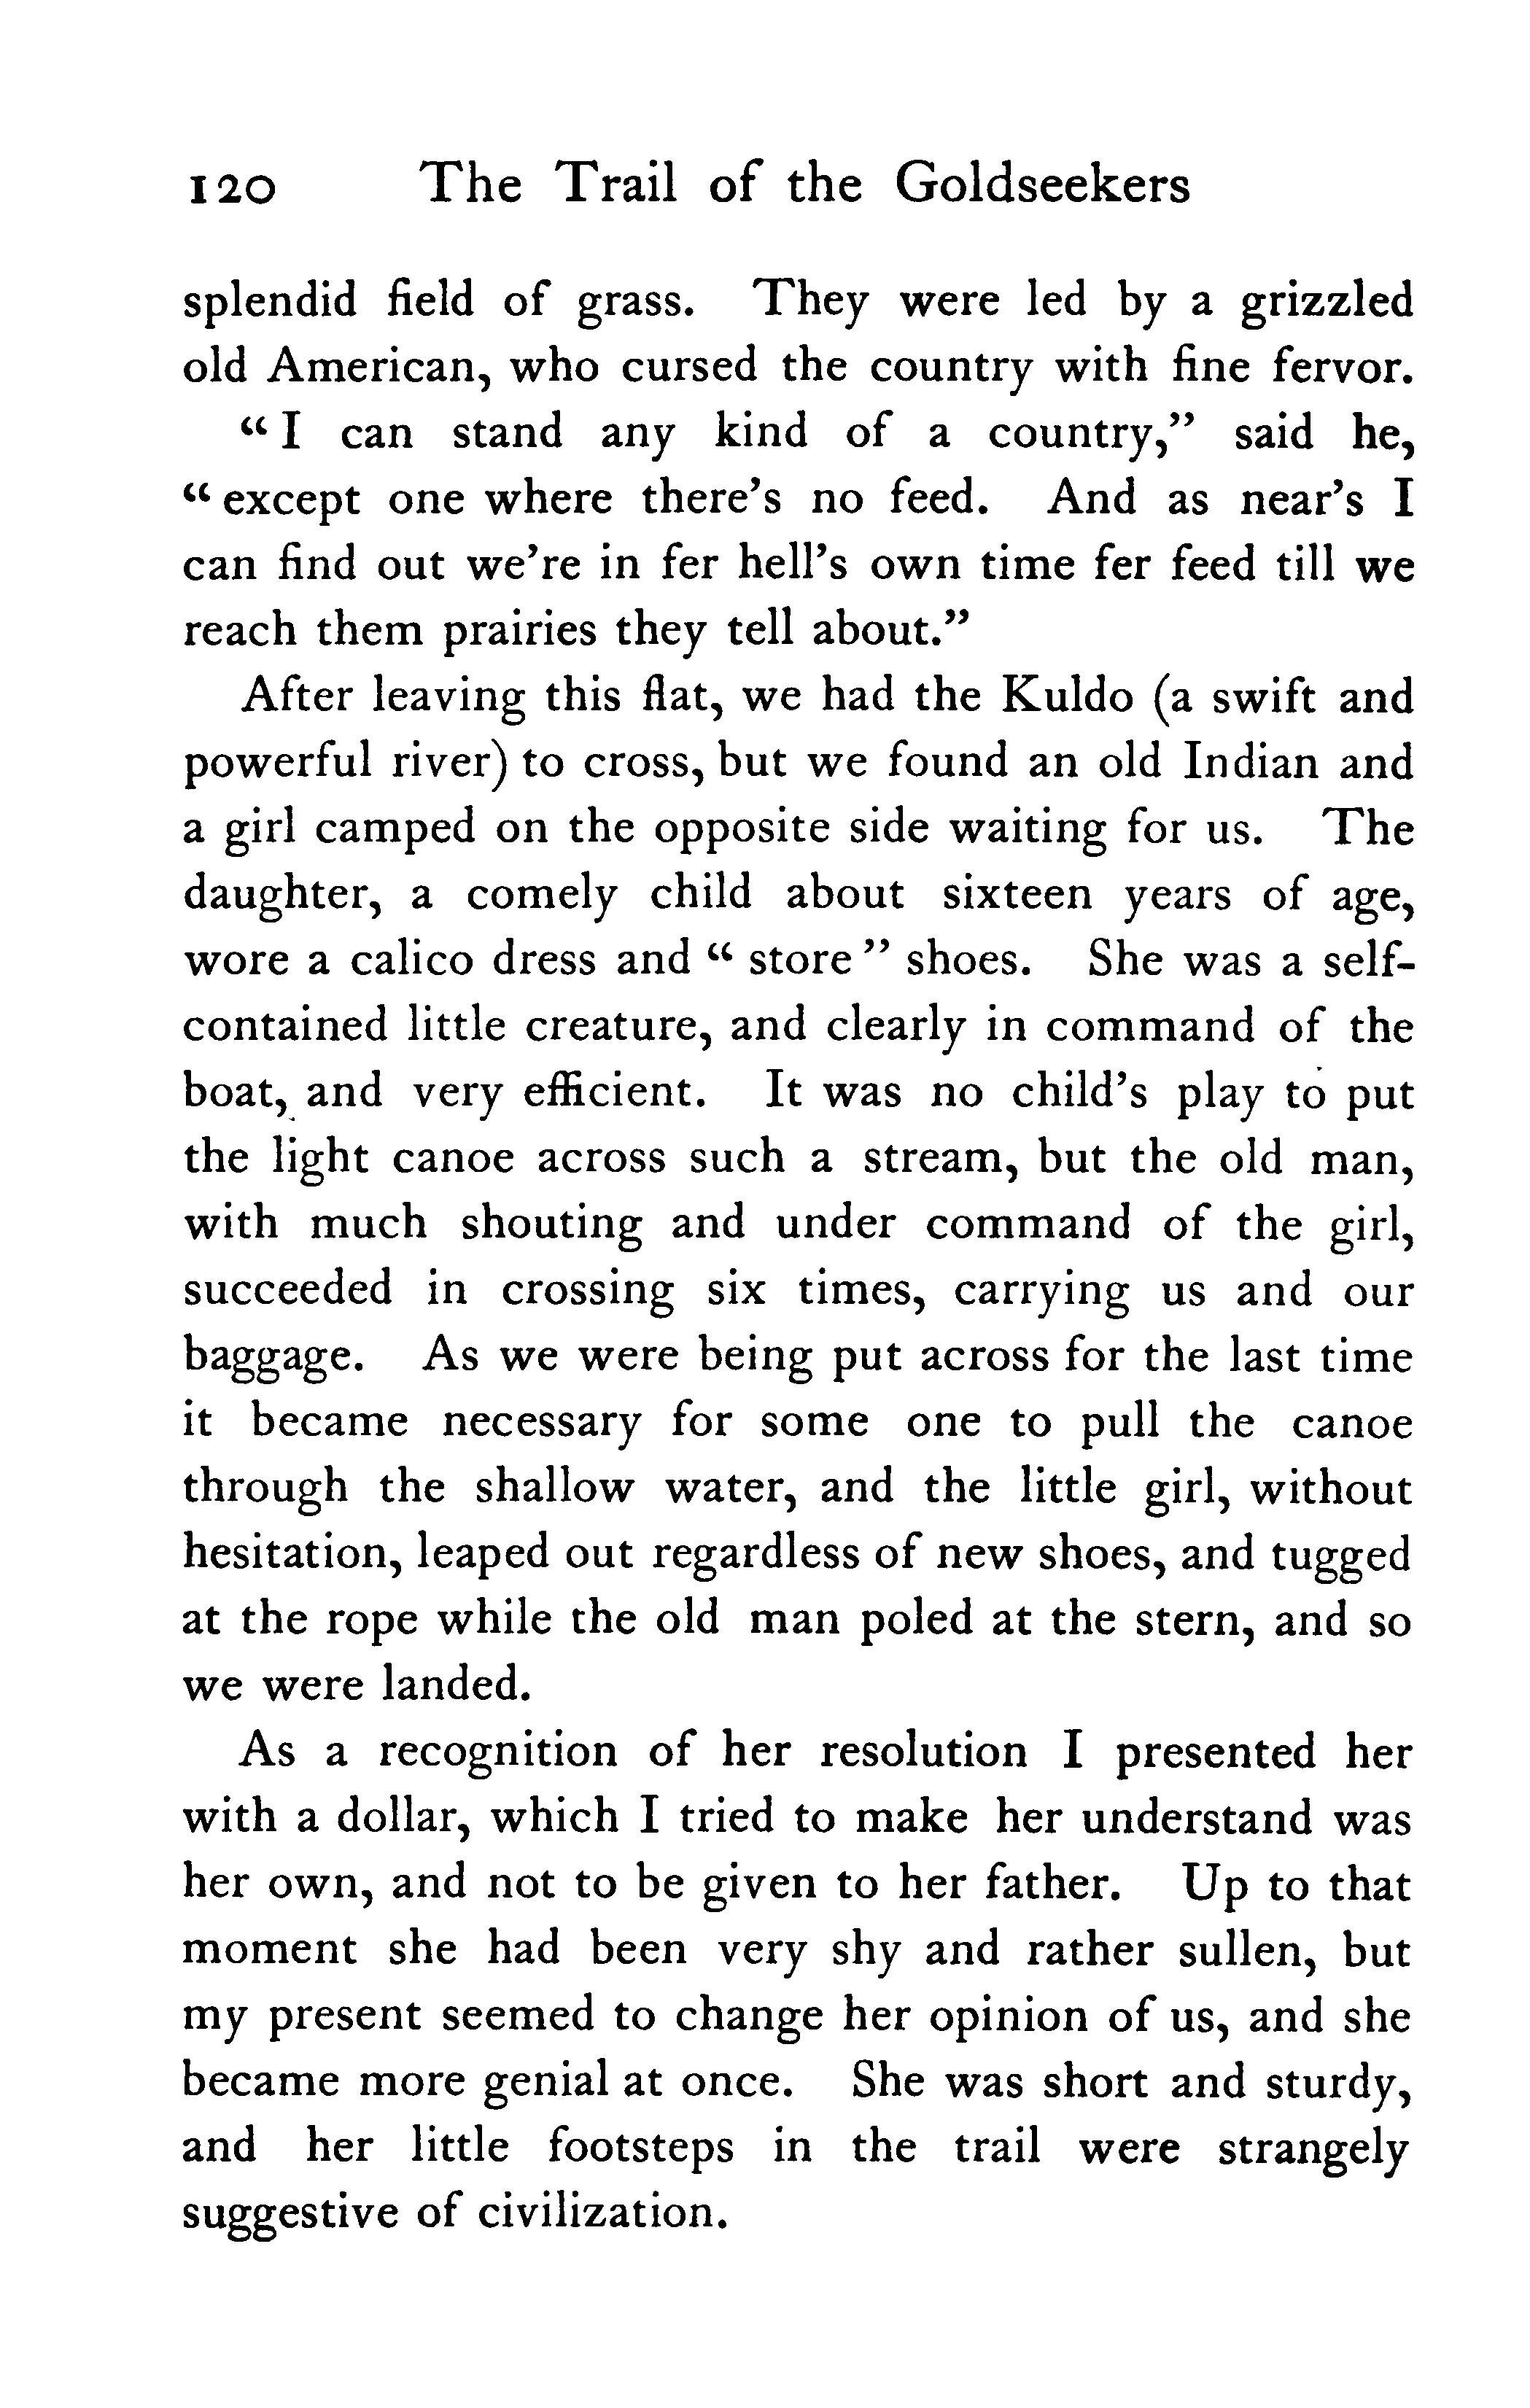 120 The Trail of the Goldseekers
splendid field of grass. They were led by a grizzled
old American, who cursed the country with fine fervor.
“I can stand any kind of a country,” said he,
“except one where there’s no feed. And as near’s I
can find out we’re in fer hell’s own time fer feed till we
reach them prairies they tell about.”
After leaving this flat, we had the Kuldo (a swift and
powerful river) to cross, but we found an old Indian and
a girl camped on the opposite side waiting for us. The
daughter, a comely child about sixteen years of age,
wore a calico dress and “store” shoes. She was a self-
contained little creature, and clearly in command of the
boat, and very efficient. It was no child’s play to put
the light canoe across such a stream, but the old man,
with much shouting and under command of the girl,
succeeded in crossing six times, carrying us and our
baggage. As we were being put across for the last time
it became necessary for some one to pull the canoe
through the shallow water, and the little girl, without
hesitation, leaped out regardless of new shoes, and tugged
at the rope while the old man poled at the stern, and so
we were landed.
As a recognition of her resolution I presented her
with a dollar, which I tried to make her understand was
her own, and not to be given to her father. Up to that
moment she had been very shy and rather sullen, but
my present seemed to change her opinion of us, and she
became more genial at once. She was short and sturdy,
and her little footsteps in the trail were strangely
suggestive of civilization.